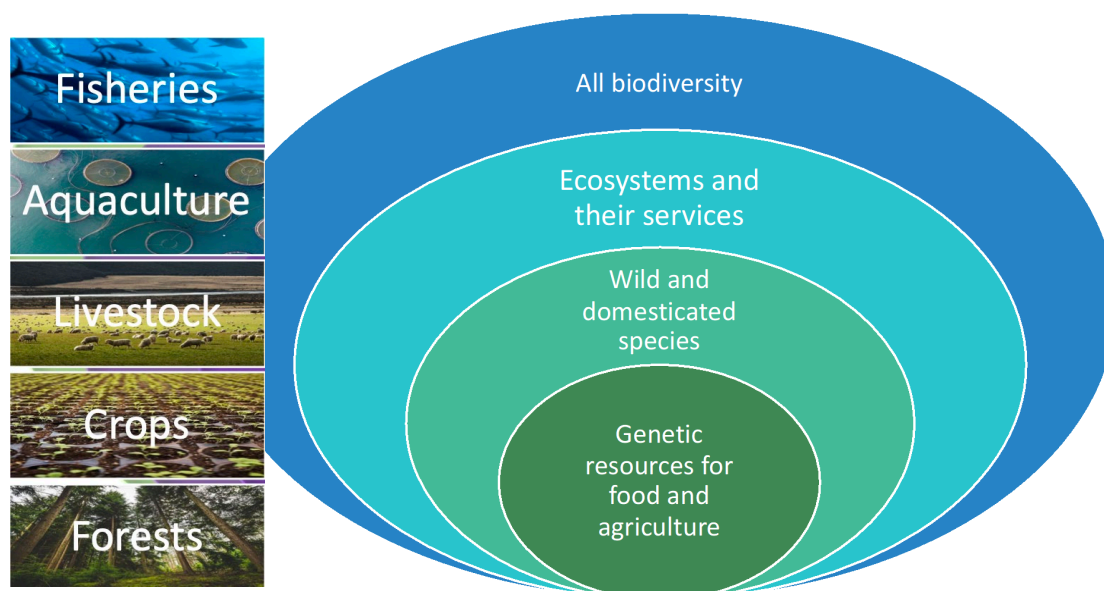 Fisheries
Aquaculture
Livestock
Crops
Forests
All biodiversity
Ecosystems and
their services
Wild and
domesticated
species
Genetic
resources for
food and
agriculture